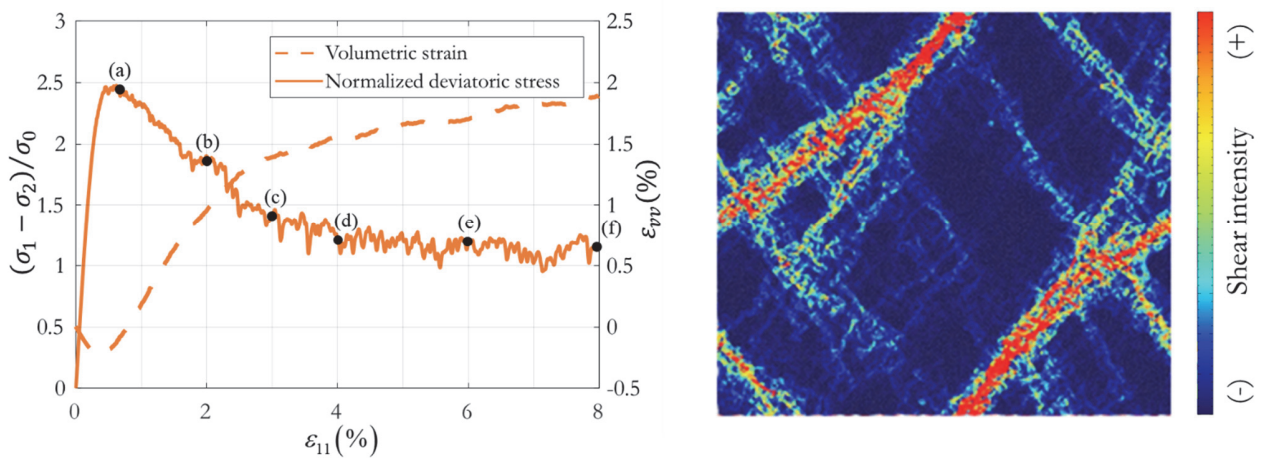 3
2.5
2
1.5
1
0.5
0
(σ₁ − σ₂)/σ₀
0 2 4 6 8
ε₁₁(%)
2.5
2
1.5
1
0.5
0
-0.5
ε_vv(%)
Volumetric strain
Normalized deviatoric stress
(a)
(b)
(c)
(d)
(e)
(f)
(+)
Shear intensity
(-)